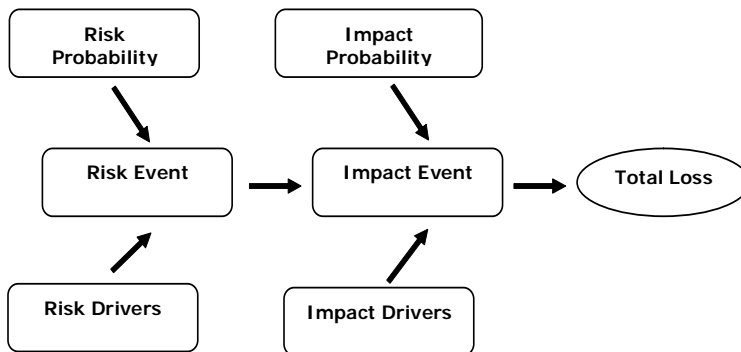 Risk
Probability
Impact
Probability
Risk Event
Impact Event
Total Loss
Risk Drivers
Impact Drivers